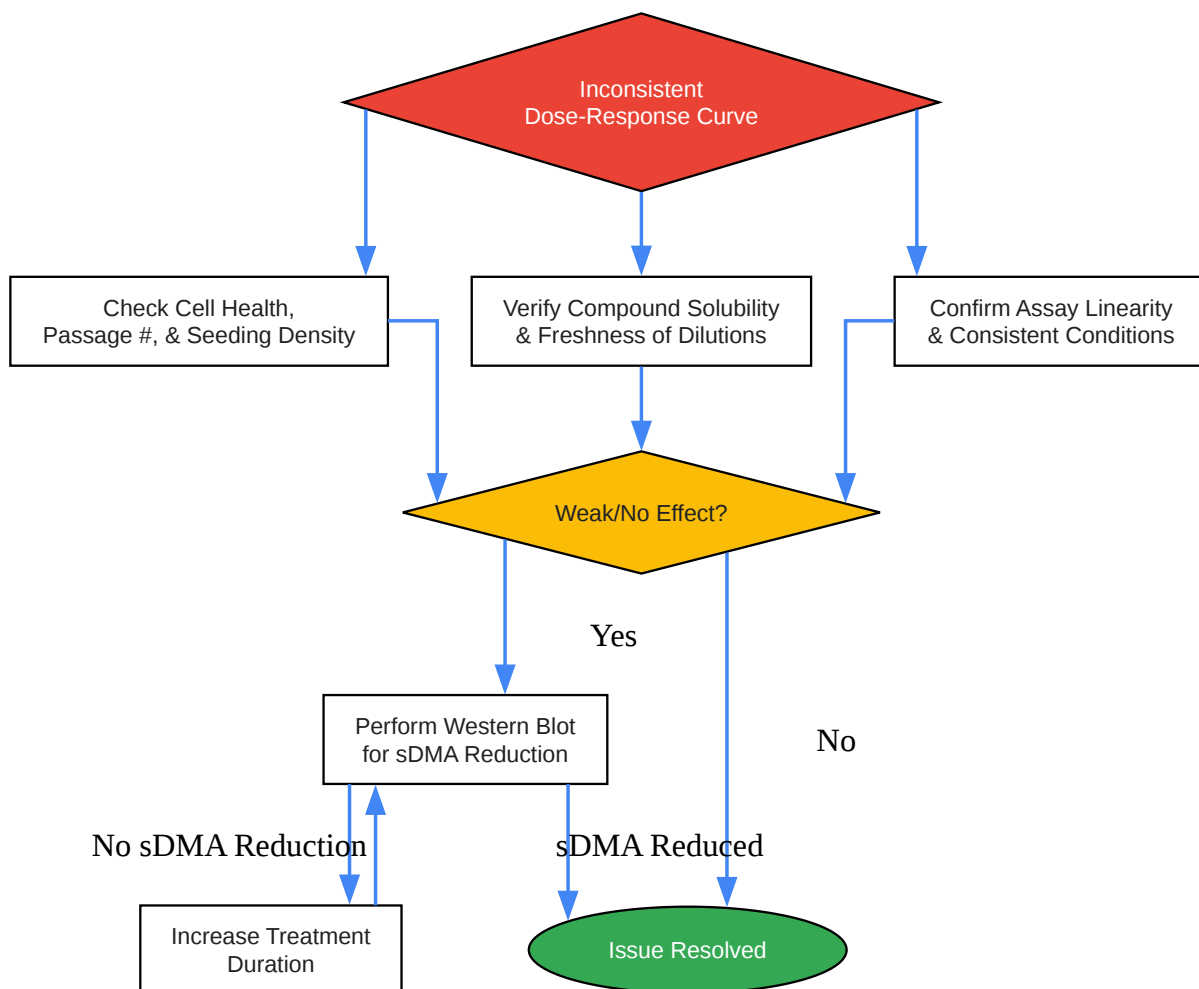 Inconsistent
Dose-Response Curve
Check Cell Health,
Passage #, & Seeding Density
Verify Compound Solubility
& Freshness of Dilutions
Confirm Assay Linearity
& Consistent Conditions
Weak/No Effect?
Yes
No
Perform Western Blot
for sDMA Reduction
No sDMA Reduction
sDMA Reduced
Increase Treatment
Duration
Issue Resolved